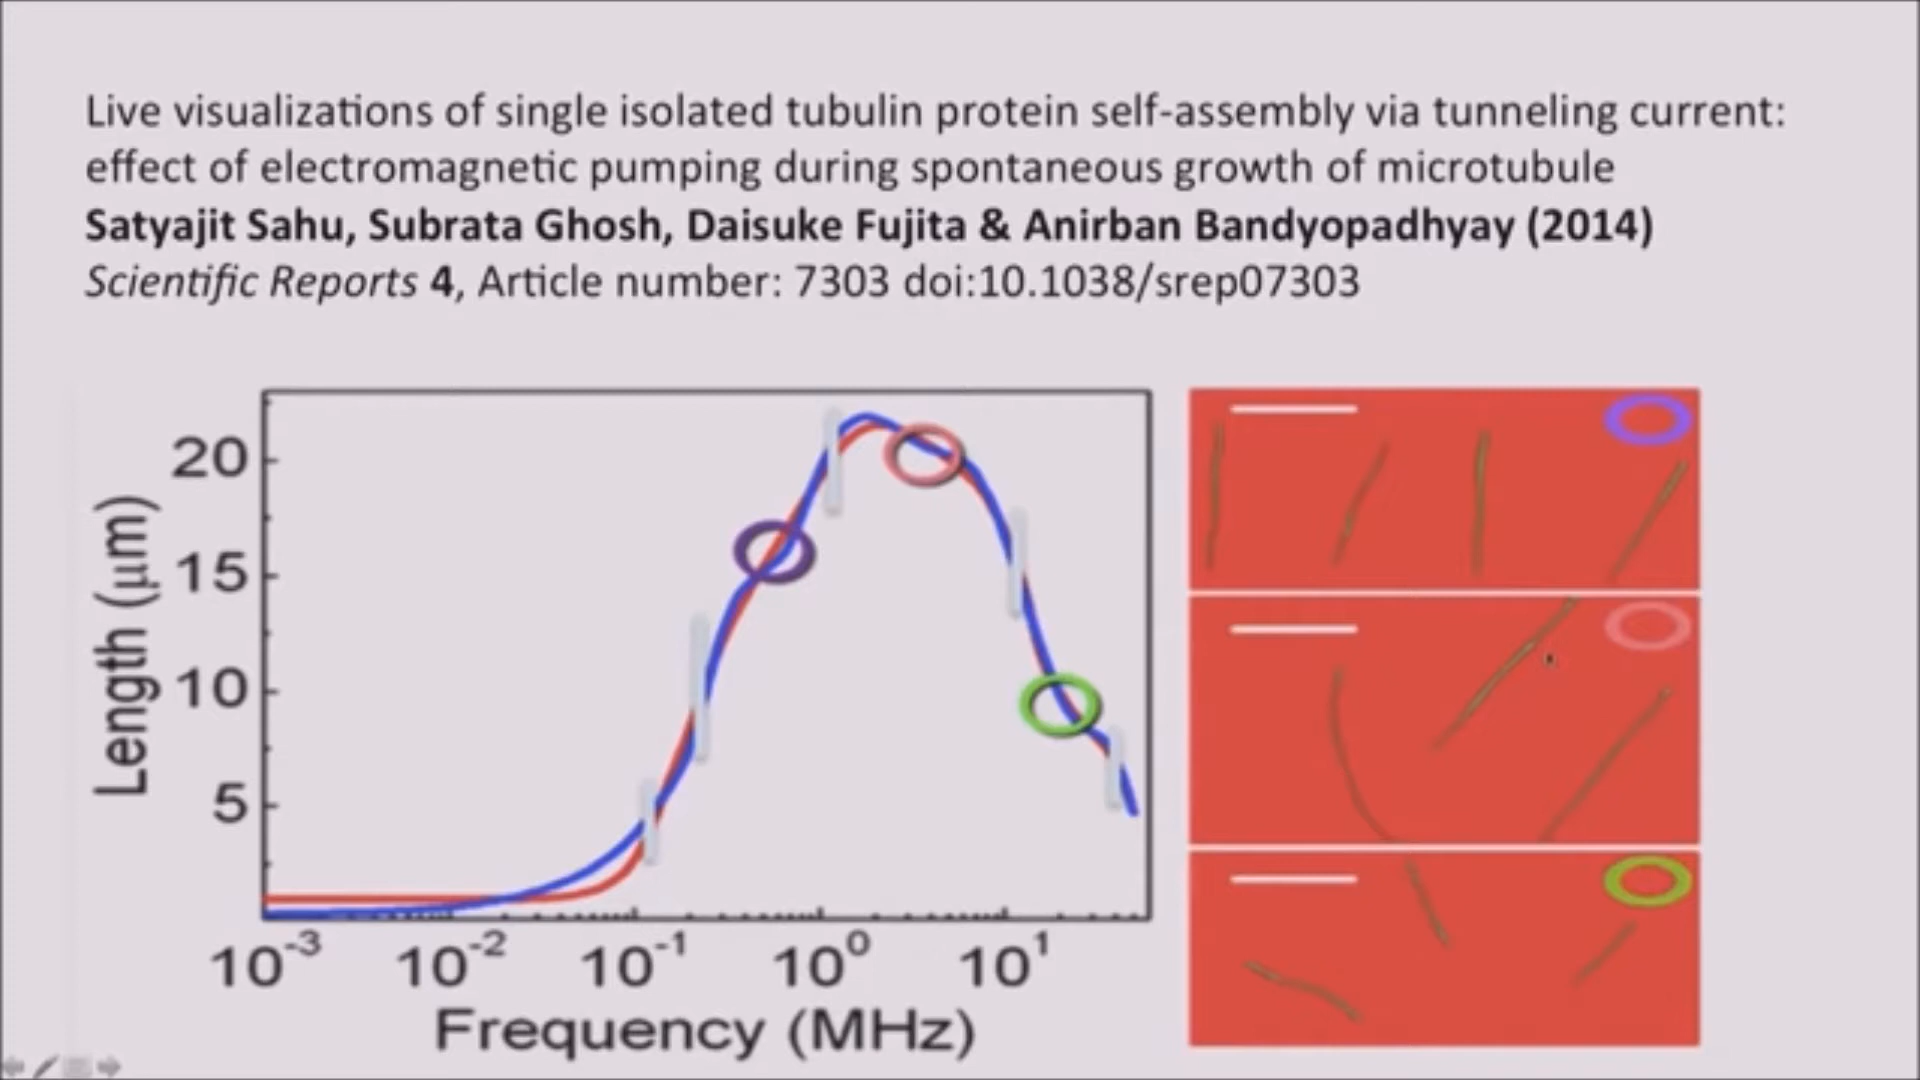 Live visualizations of single isolated tubulin protein self-assembly via tunneling current:
effect of electromagnetic pumping during spontaneous growth of microtubule
Satyajit Sahu, Subrata Ghosh, Daisuke Fujita & Anirban Bandyopadhyay (2014)
Scientific Reports 4, Article number: 7303 doi:10.1038/srep07303
Length (μm)
20
15
10
5
10⁻³ 10⁻² 10⁻¹ 10⁰ 10¹
Frequency (MHz)